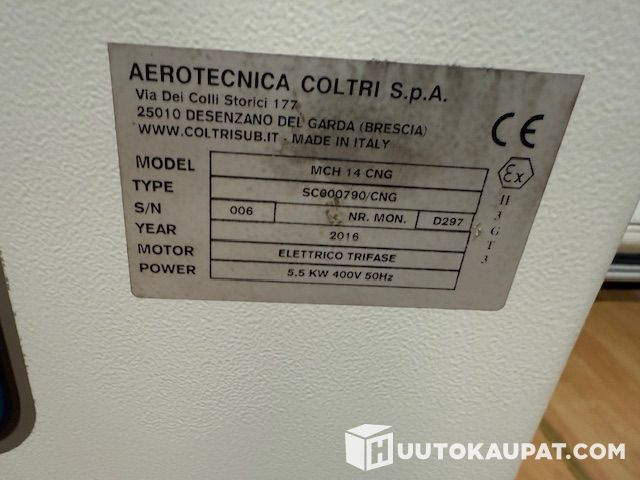 AEROTECNICA COLTRI S.p.A.
Via Dei Colli Storici 177
25010 DESENZANO DEL GARDA (BRESCIA)
WWW.COLTRISUB.IT - MADE IN ITALY
CE
Ex
II 3 G T3
MODEL MCH 14 CNG
TYPE SC000790/CNG
S/N 006 NR. MON. D297
YEAR 2016
MOTOR ELETTRICO TRIFASE
POWER 5.5 KW 400V 50Hz
HUUTOKAUPAT.COM